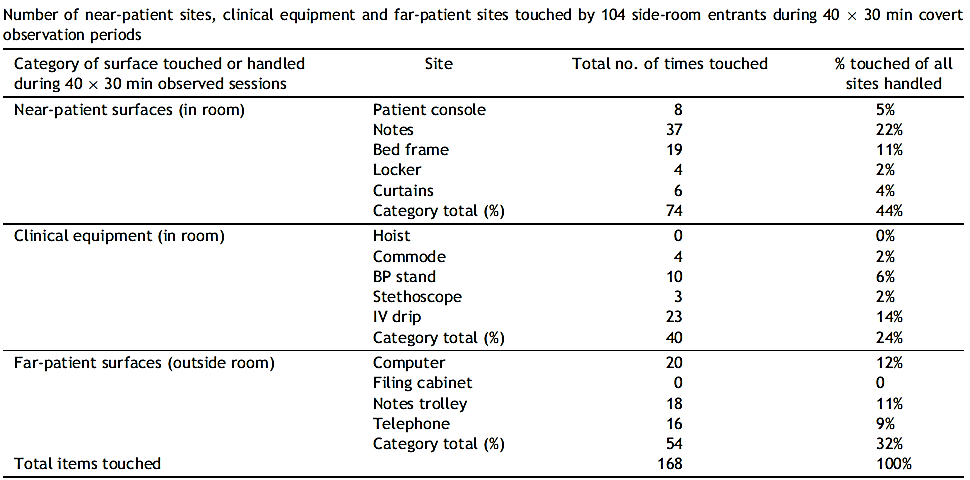 Number of near-patient sites, clinical equipment and far-patient sites touched by 104 side-room entrants during 40 × 30 min covert
observation periods
Category of surface touched or handled Site Total no. of times touched % touched of all
during 40 × 30 min observed sessions sites handled
Near-patient surfaces (in room) Patient console 8 5%
Notes 37 22%
Bed frame 19 11%
Locker 4 2%
Curtains 6 4%
Category total (%) 74 44%
Clinical equipment (in room) Hoist 0 0%
Commode 4 2%
BP stand 10 6%
Stethoscope 3 2%
IV drip 23 14%
Category total (%) 40 24%
Far-patient surfaces (outside room) Computer 20 12%
Filing cabinet 0 0
Notes trolley 18 11%
Telephone 16 9%
Category total (%) 54 32%
Total items touched 168 100%